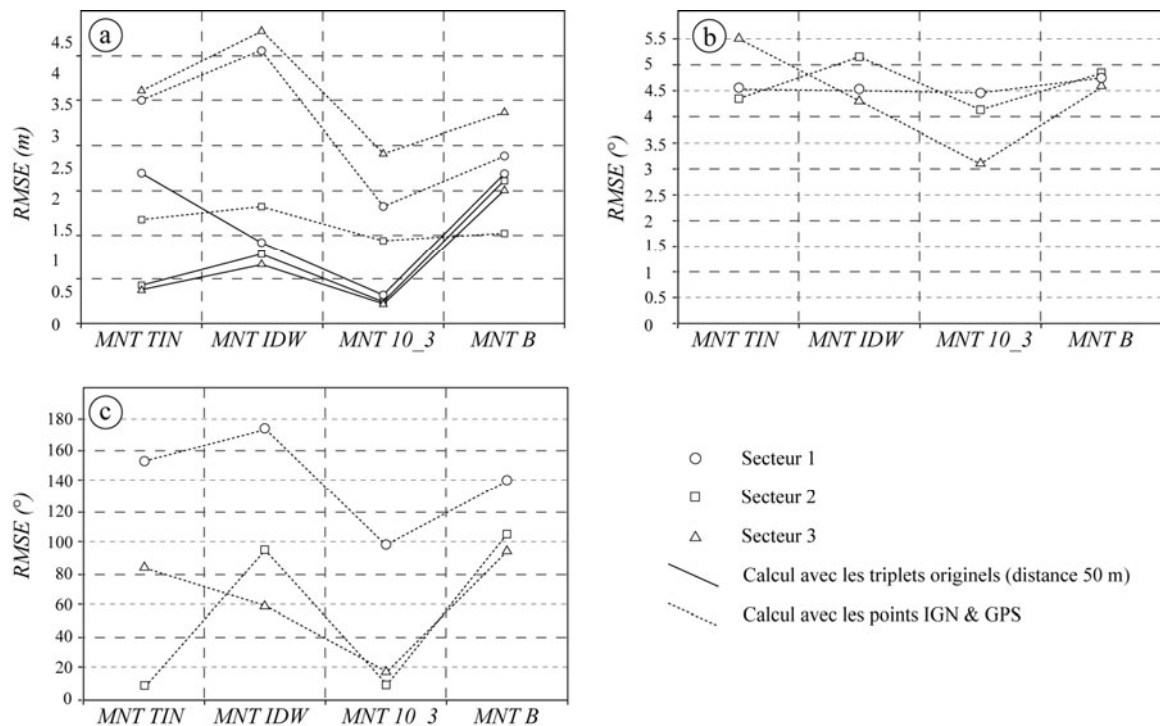 a
4.5
4
3.5
3
2.5
2
1.5
1
0.5
0
RMSE (m)
MNT TIN MNT IDW MNT 10_3 MNT B
b
5.5
5
4.5
4
3.5
3
2.5
2
1.5
1
0.5
0
RMSE (°)
MNT TIN MNT IDW MNT 10_3 MNT B
c
180
160
140
120
100
80
60
40
20
0
RMSE (°)
MNT TIN MNT IDW MNT 10_3 MNT B
Secteur 1
Secteur 2
Secteur 3
Calcul avec les triplets originels (distance 50 m)
Calcul avec les points IGN & GPS